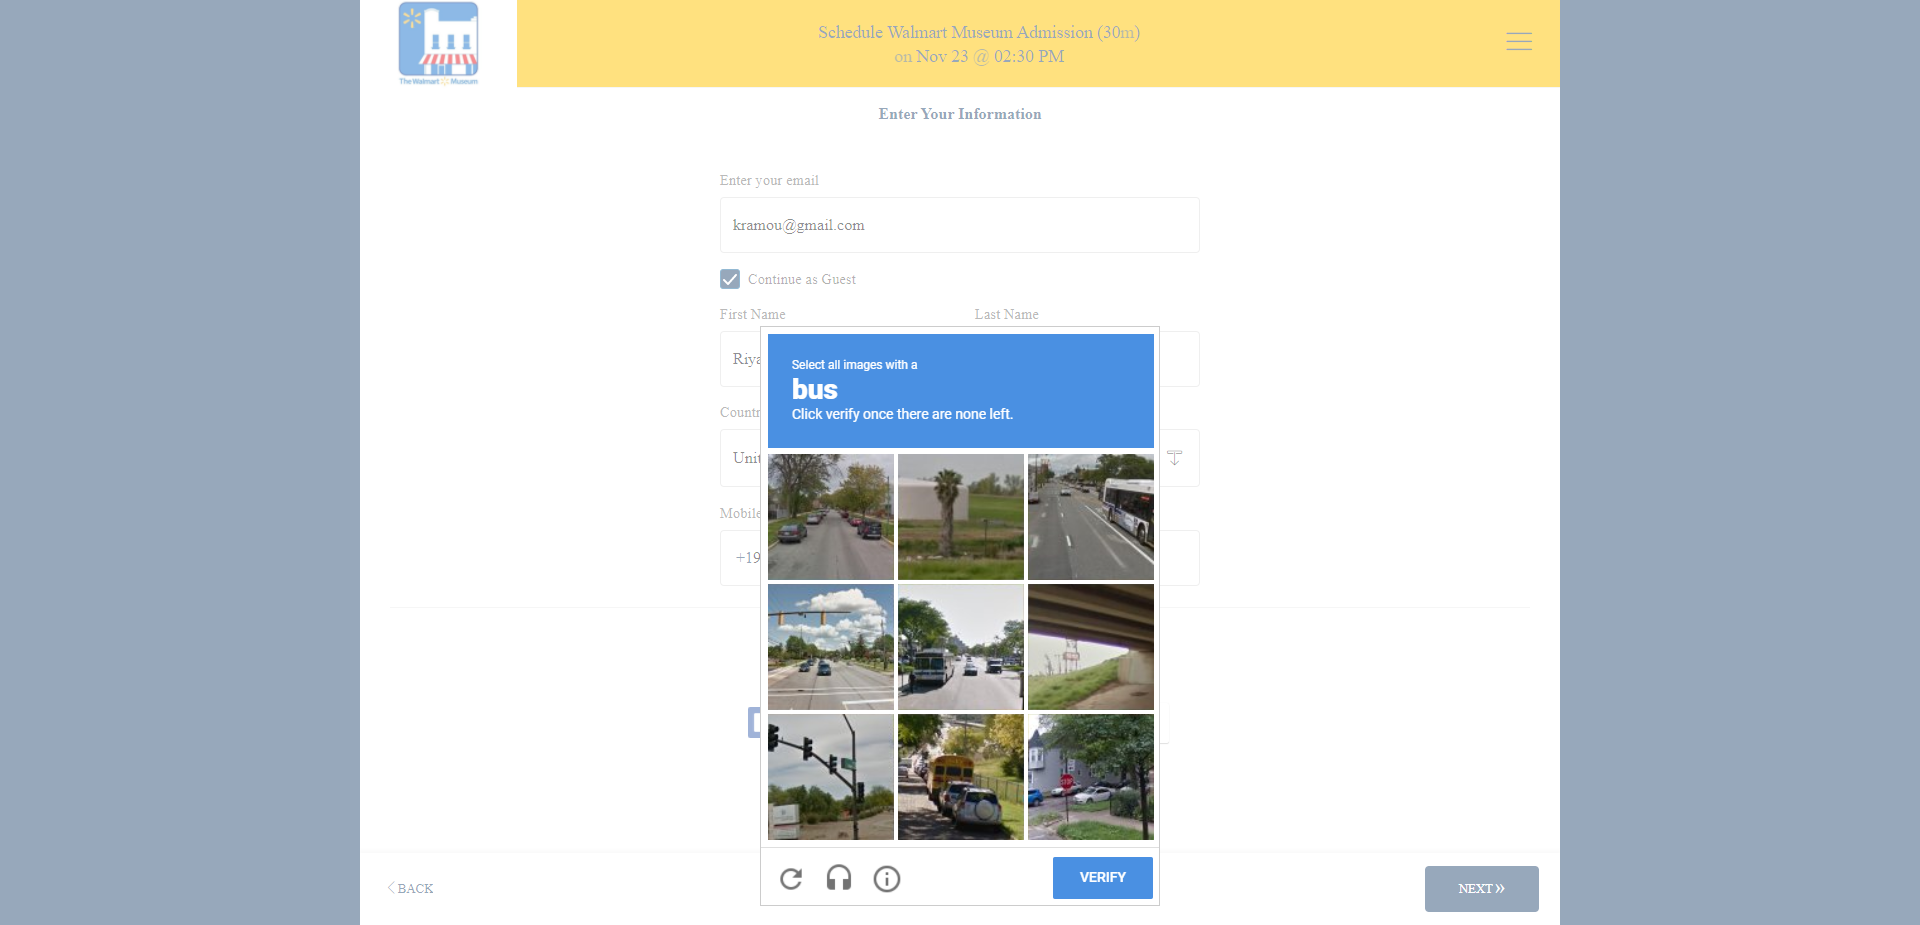 The Walmart Museum
Schedule Walmart Museum Admission (30m)
on Nov 23 @ 02:30 PM
Enter Your Information
Enter your email
kramou@gmail.com
Continue as Guest
First Name Last Name
Riya
Countr
Unit
Mobile
+19
Select all images with a
bus
Click verify once there are none left.
VERIFY
BACK
NEXT